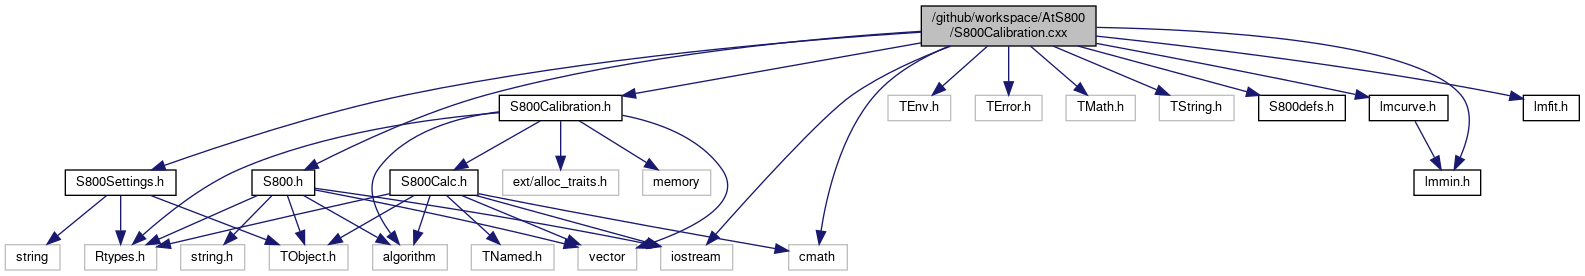 /github/workspace/AtS800
/S800Calibration.cxx
S800Calibration.h
TEnv.h
TError.h
TMath.h
TString.h
S800defs.h
lmcurve.h
lmfit.h
S800Settings.h
S800.h
S800Calc.h
ext/alloc_traits.h
memory
lmmin.h
string
Rtypes.h
string.h
TObject.h
algorithm
TNamed.h
vector
iostream
cmath